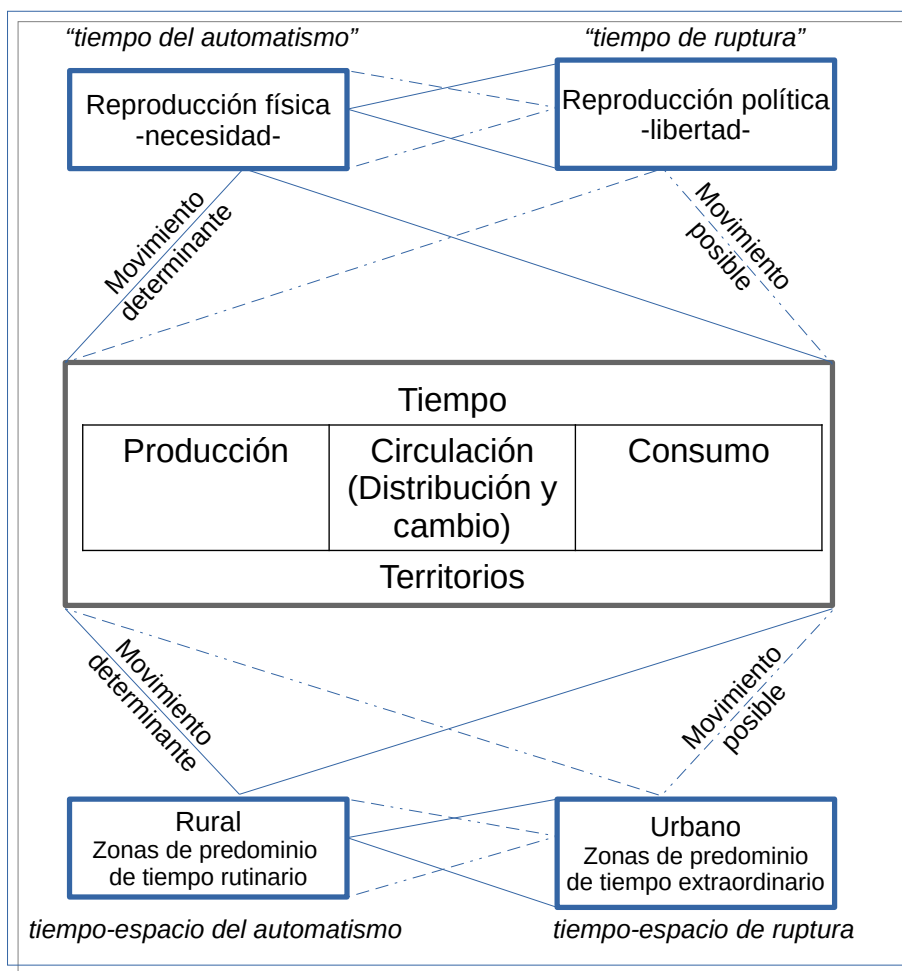 “tiempo del automatismo”
“tiempo de ruptura”
Reproducción física
-necesidad-
Reproducción política
-libertad-
Movimiento
determinante
Movimiento
posible
Tiempo
Producción
Circulación
(Distribución y
cambio)
Consumo
Territorios
Movimiento
determinante
Movimiento
posible
Rural
Zonas de predominio
de tiempo rutinario
Urbano
Zonas de predominio
de tiempo extraordinario
tiempo-espacio del automatismo
tiempo-espacio de ruptura